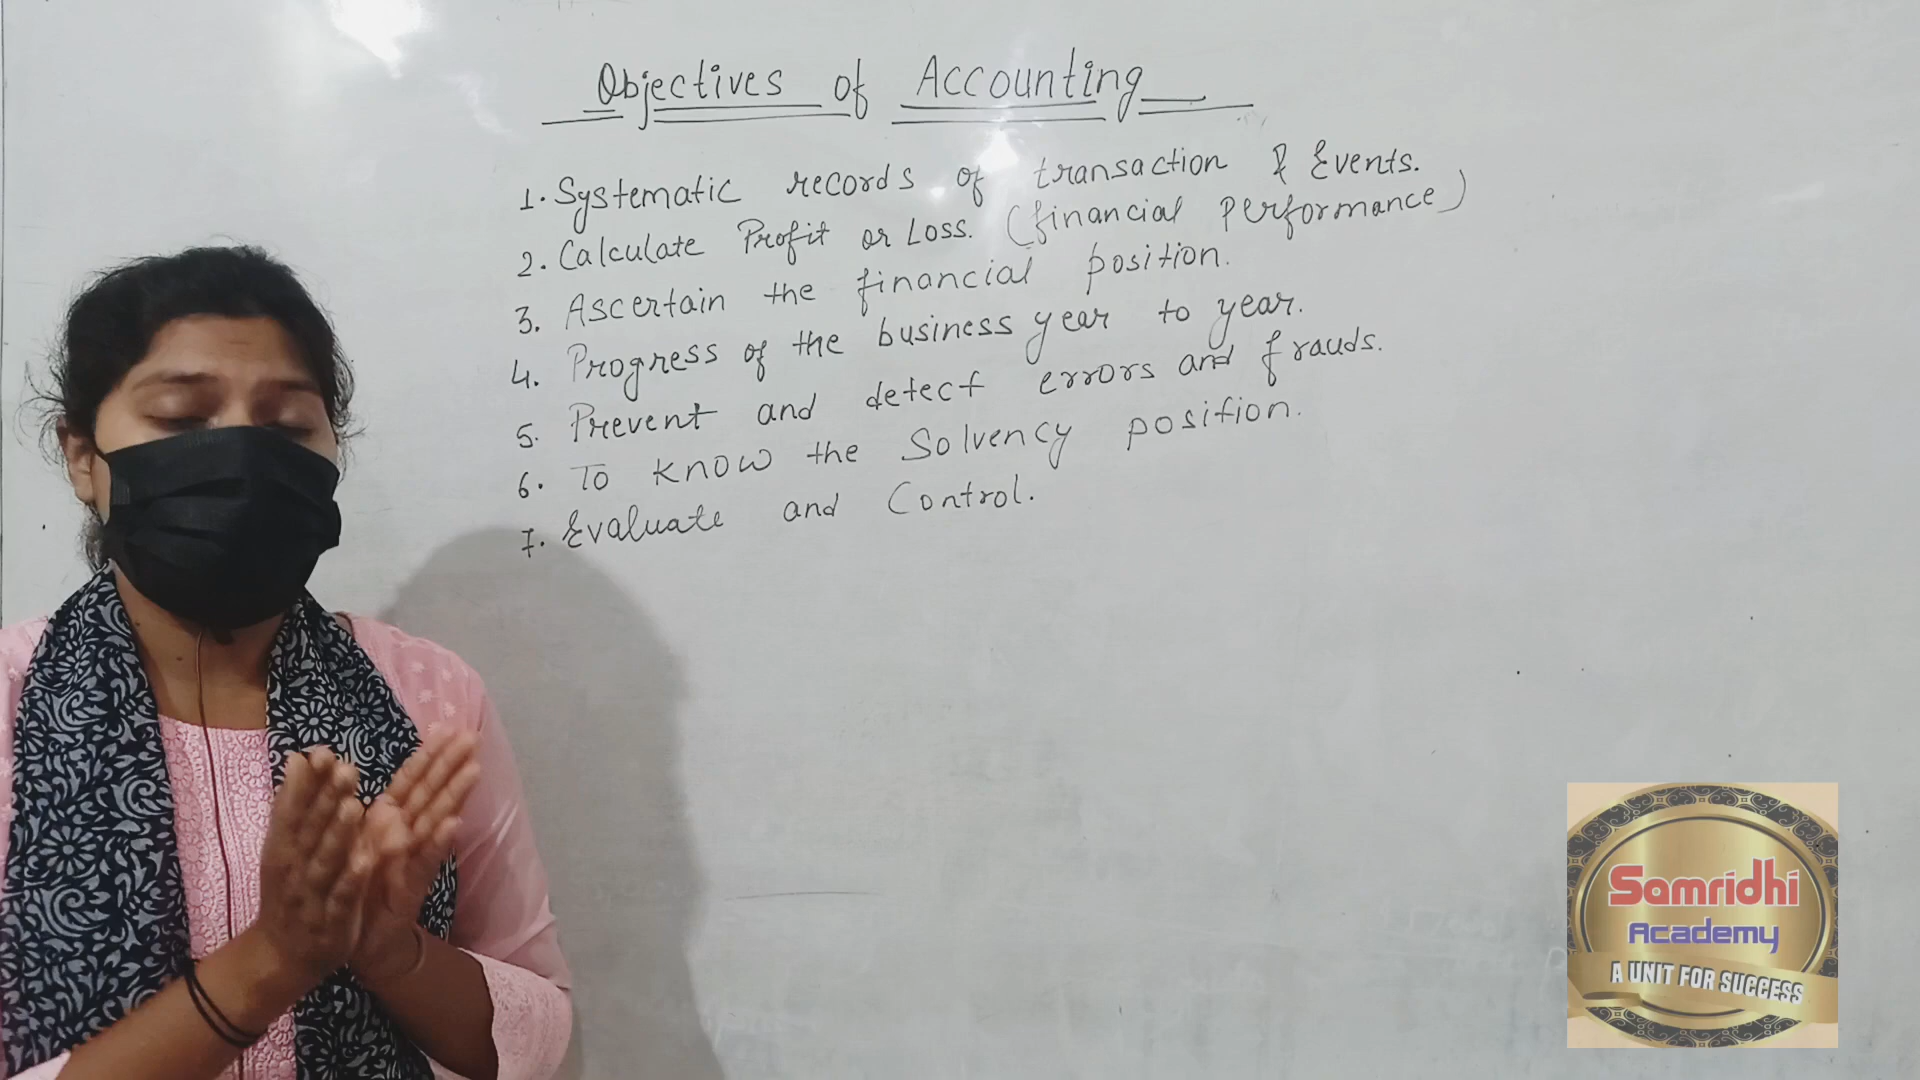 Objectives of Accounting
1. Systematic records of transaction & Events.
2. Calculate Profit or Loss. (financial performance)
3. Ascertain the financial position.
4. Progress of the business year to year.
5. Prevent and detect errors and frauds.
6. To know the Solvency position.
7. Evaluate and Control.
Samridhi
Academy
A UNIT FOR SUCCESS